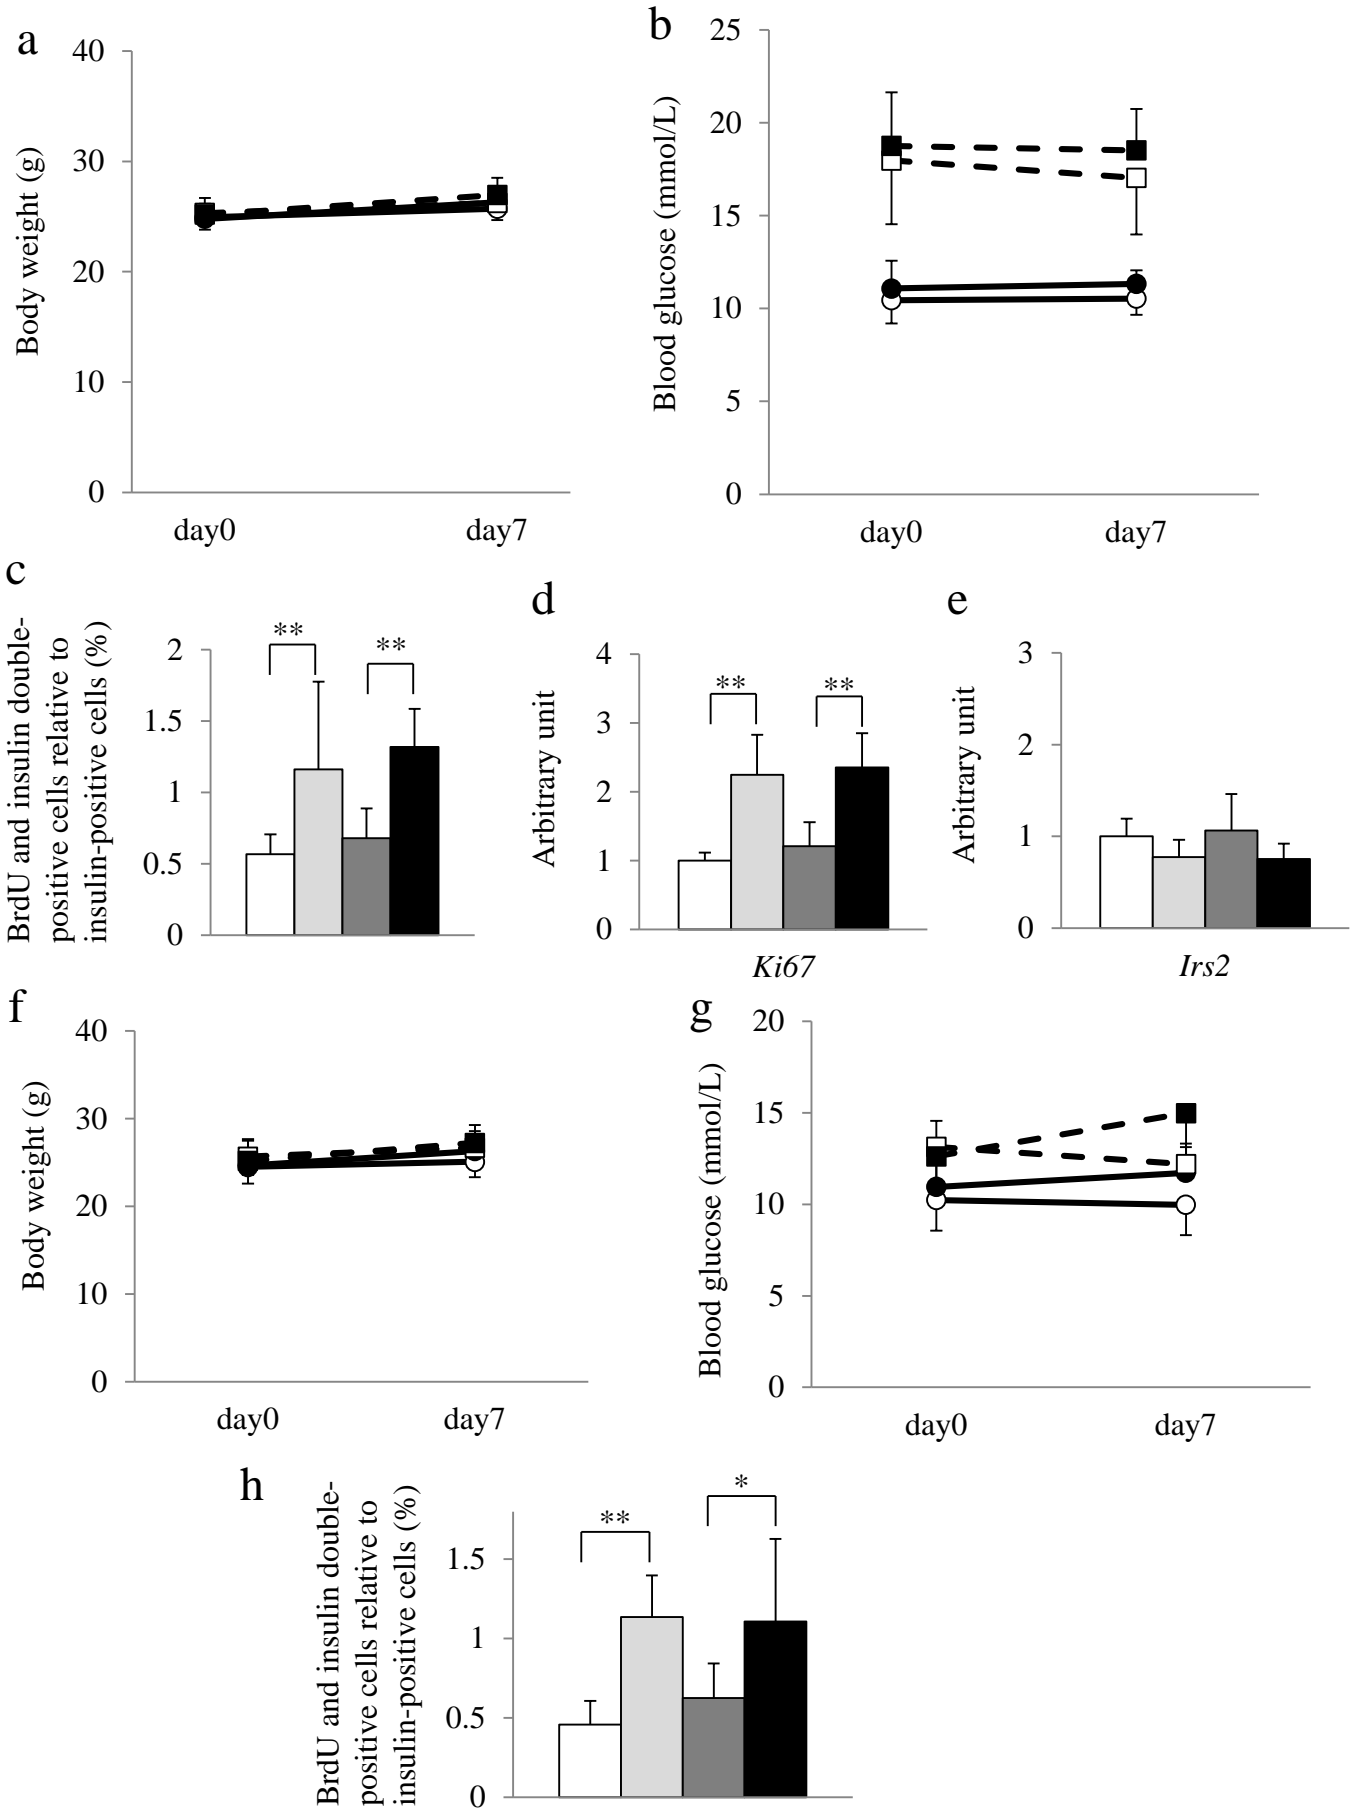 a
40
30
20
10
0
Body weight (g)
day0
day7
b
25
20
15
10
5
0
Blood glucose (mmol/L)
day0
day7
c
BrdU and insulin double-
positive cells relative to
insulin-positive cells (%)
2
1.5
1
0.5
0
**
**
d
Arbitrary unit
4
3
2
1
0
**
**
Ki67
e
Arbitrary unit
3
2
1
0
Irs2
f
Body weight (g)
40
30
20
10
0
day0
day7
g
Blood glucose (mmol/L)
20
15
10
5
0
day0
day7
h
BrdU and insulin double-
positive cells relative to
insulin-positive cells (%)
1.5
1
0.5
0
**
*